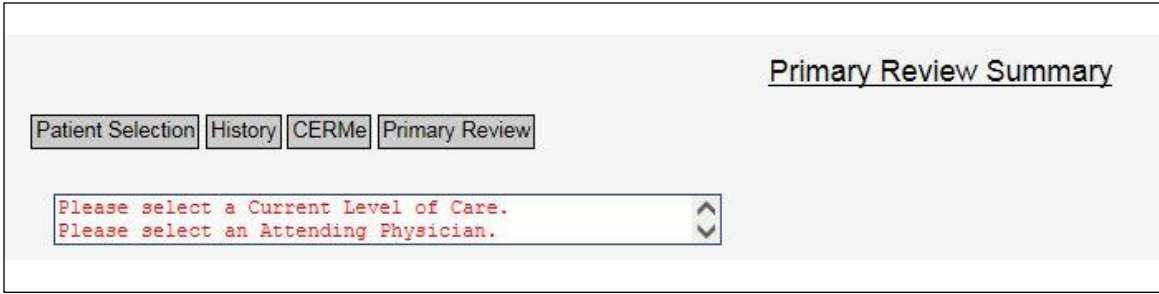 Primary Review Summary
Patient Selection History CERMe Primary Review
Please select a Current Level of Care.
Please select an Attending Physician.